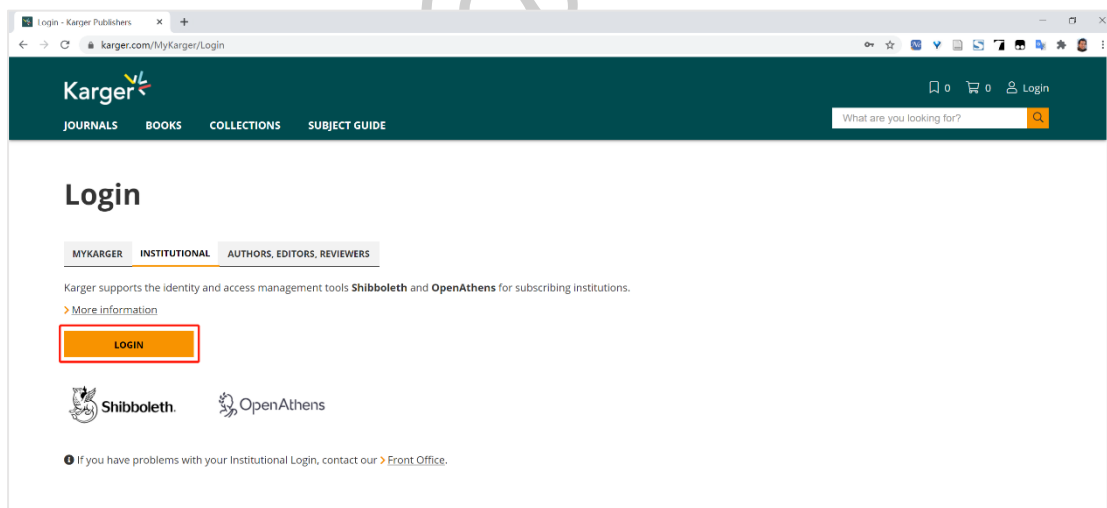 Login - Karger Publishers
karger.com/MyKarger/Login
Karger
0 0 Login
JOURNALS BOOKS COLLECTIONS SUBJECT GUIDE
What are you looking for?
Login
MYKARGER INSTITUTIONAL AUTHORS, EDITORS, REVIEWERS
Karger supports the identity and access management tools Shibboleth and OpenAthens for subscribing institutions.
More information
LOGIN
Shibboleth. OpenAthens
If you have problems with your Institutional Login, contact our Front Office.